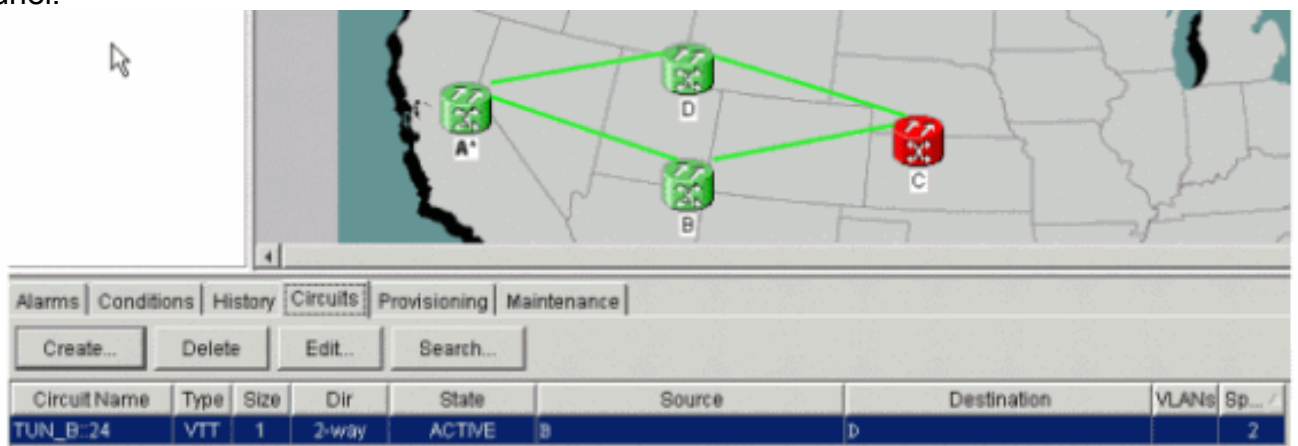 D
A*
C
B
Alarms Conditions History Circuits Provisioning Maintenance
Create... Delete Edit... Search...
Circuit Name Type Size Dir State Source Destination VLANs Sp...
TUN_B::24 VTT 1 2-way ACTIVE B D 2